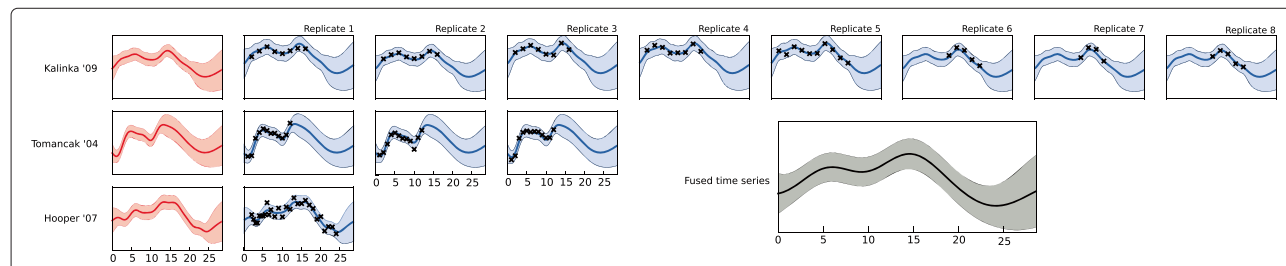 Replicate 1 Replicate 2 Replicate 3 Replicate 4 Replicate 5 Replicate 6 Replicate 7 Replicate 8
Kalinka '09
Tomancak '04
0 5 10 15 20 25 0 5 10 15 20 25
Fused time series
Hooper '07
0 5 10 15 20 25
0 5 10 15 20 25 0 5 10 15 20 25